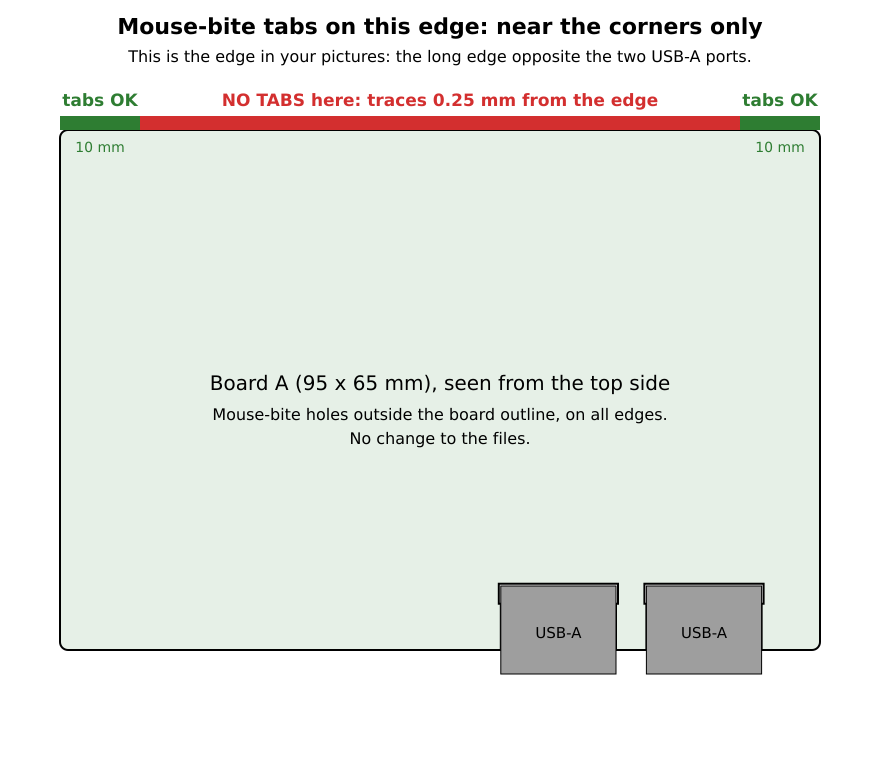 Mouse-bite tabs on this edge: near the corners only
This is the edge in your pictures: the long edge opposite the two USB-A ports.
tabs OK NO TABS here: traces 0.25 mm from the edge tabs OK
10 mm 10 mm
Board A (95 x 65 mm), seen from the top side
Mouse-bite holes outside the board outline, on all edges.
No change to the files.
USB-A USB-A